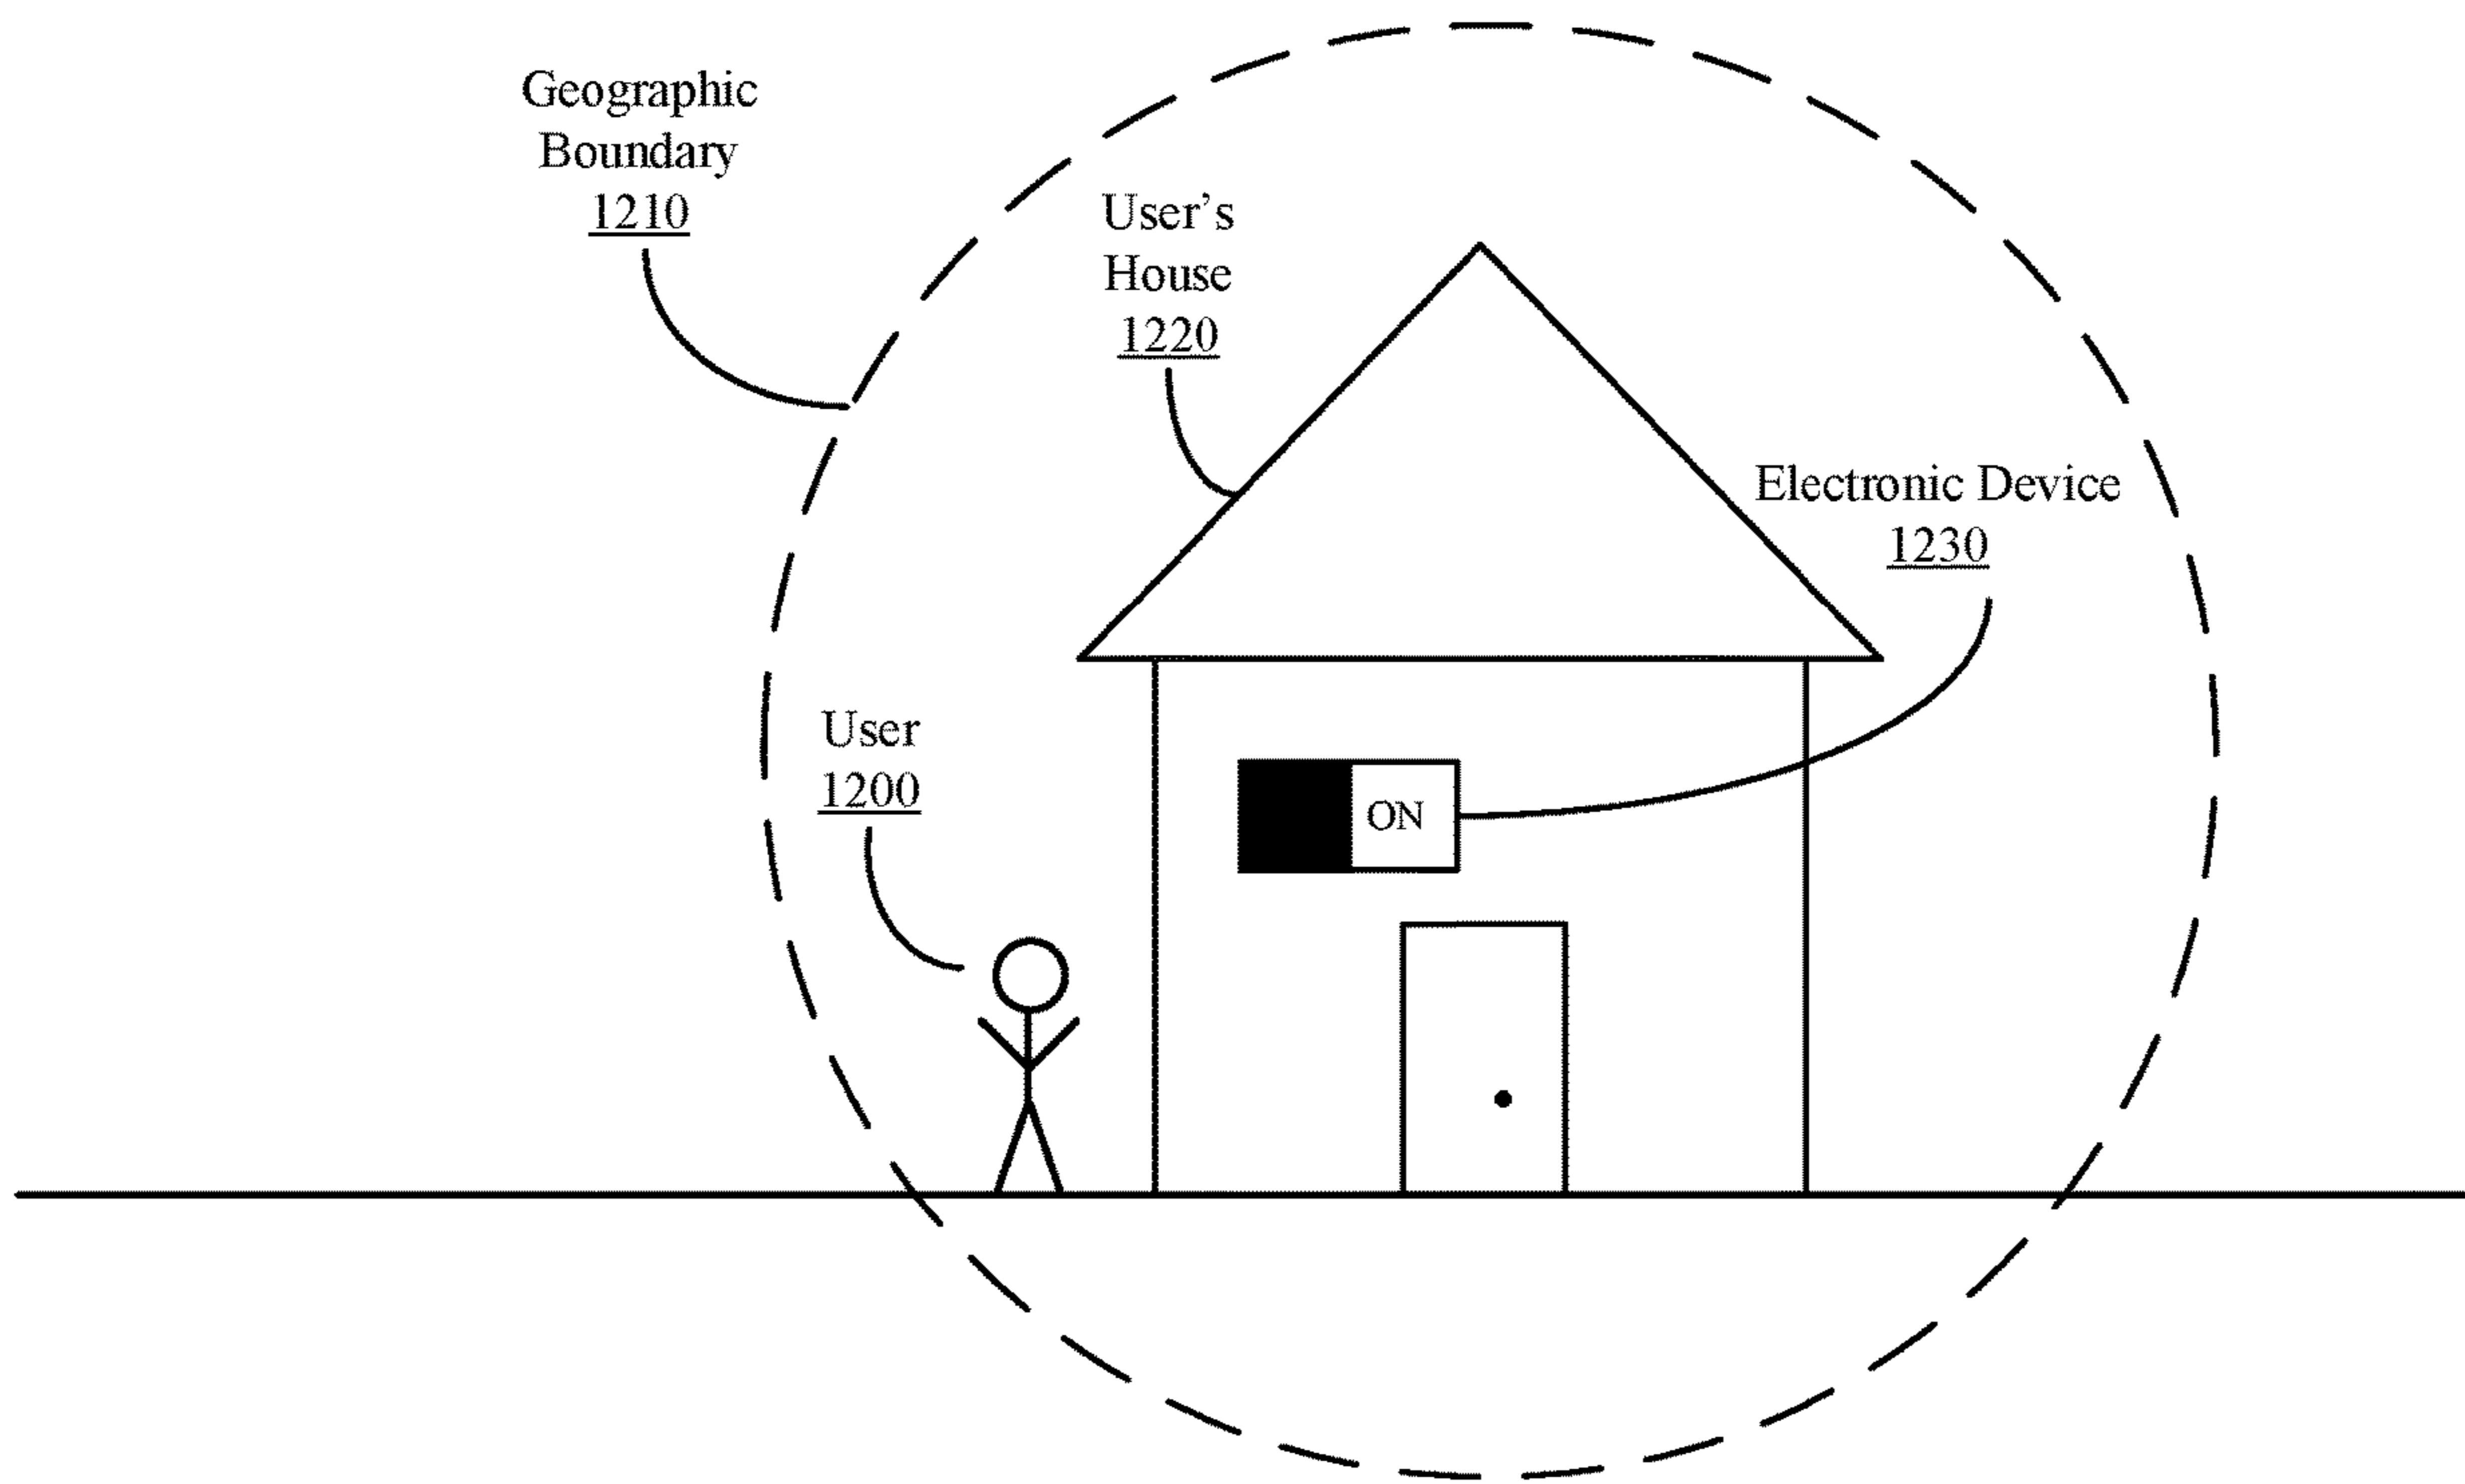 Geographic
Boundary
1210
User's
House
1220
Electronic Device
1230
User
1200
ON